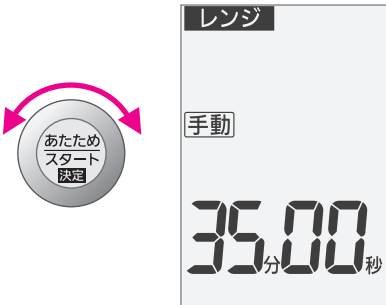 レンジ
手動
あたため
スタート
決定
35分00秒